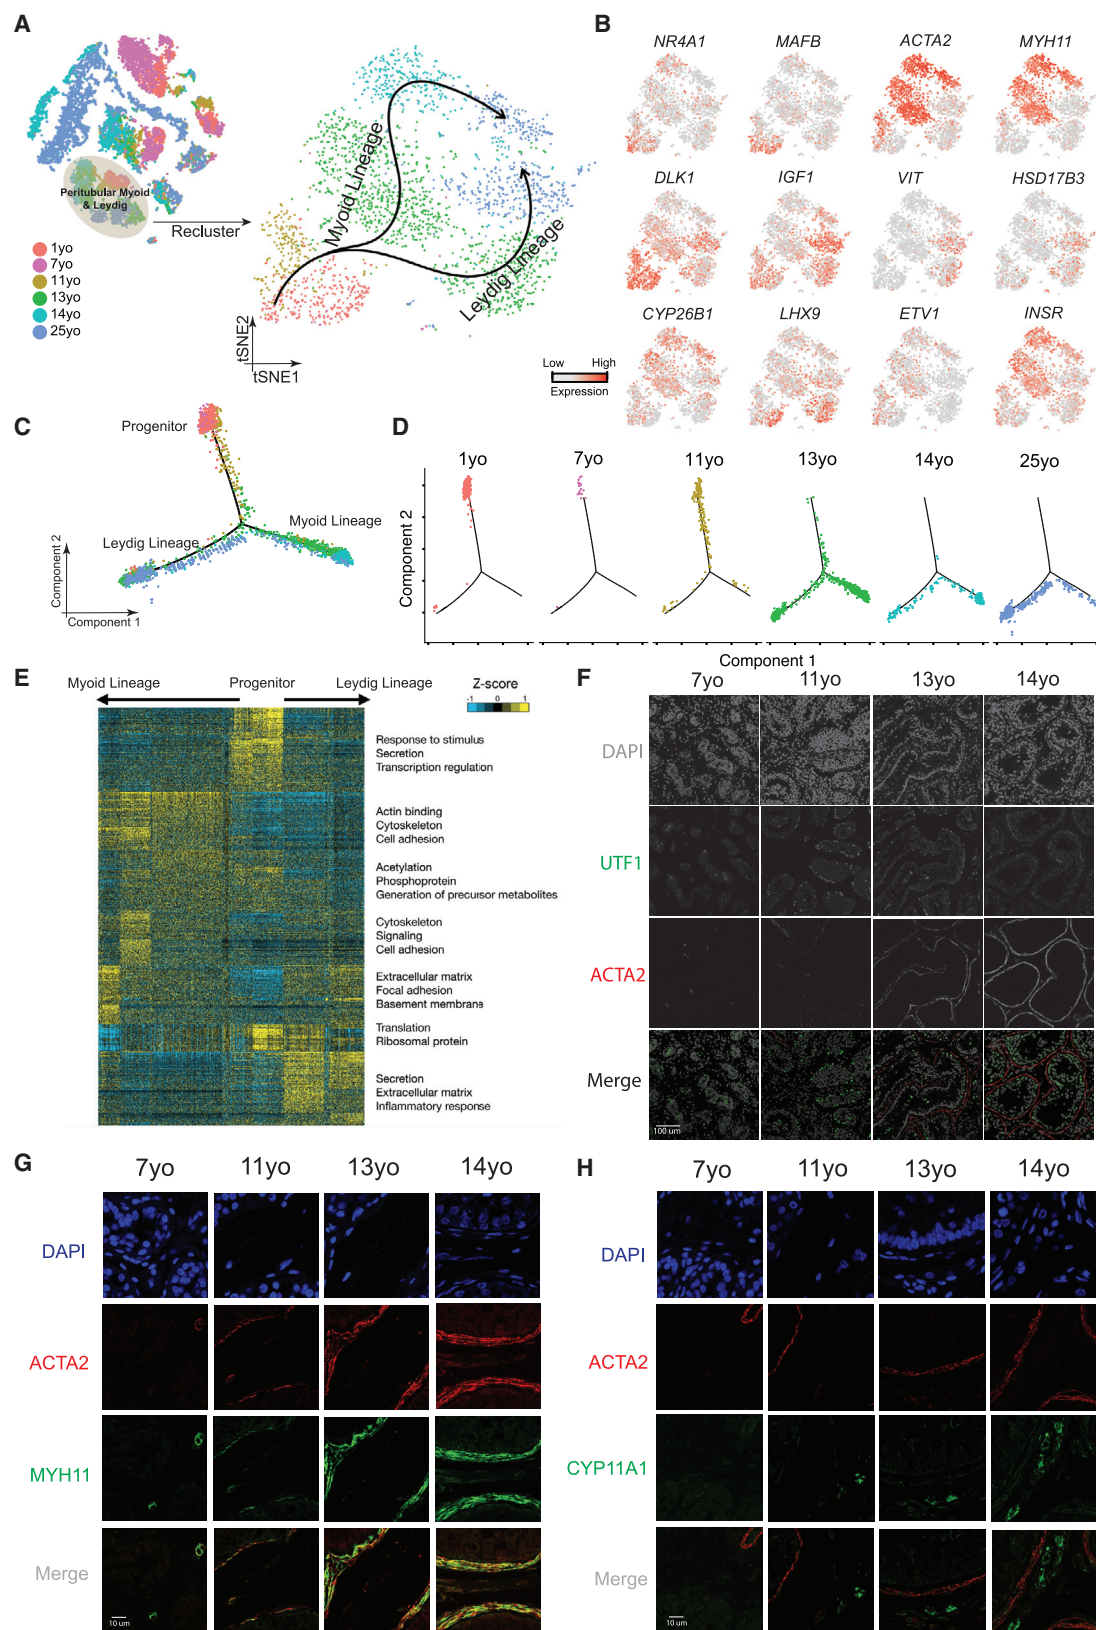 A
Peritubular Myoid
& Leydig
Recluster
1yo
7yo
11yo
13yo
14yo
25yo
Myoid Lineage
Leydig Lineage
tSNE2
tSNE1
B
NR4A1
MAFB
ACTA2
MYH11
DLK1
IGF1
VIT
HSD17B3
CYP26B1
LHX9
ETV1
INSR
Low
High
Expression
C
Progenitor
Myoid Lineage
Leydig Lineage
Component 2
Component 1
D
1yo
7yo
11yo
13yo
14yo
25yo
Component 2
Component 1
E
Myoid Lineage
Progenitor
Leydig Lineage
Z-score
-1
0
1
Response to stimulus
Secretion
Transcription regulation
Actin binding
Cytoskeleton
Cell adhesion
Acetylation
Phosphoprotein
Generation of precursor metabolites
Cytoskeleton
Signaling
Cell adhesion
Extracellular matrix
Focal adhesion
Basement membrane
Translation
Ribosomal protein
Secretion
Extracellular matrix
Inflammatory response
F
7yo
11yo
13yo
14yo
DAPI
UTF1
ACTA2
Merge
100 um
G
7yo
11yo
13yo
14yo
DAPI
ACTA2
MYH11
Merge
10 um
H
7yo
11yo
13yo
14yo
DAPI
ACTA2
CYP11A1
Merge
10 um